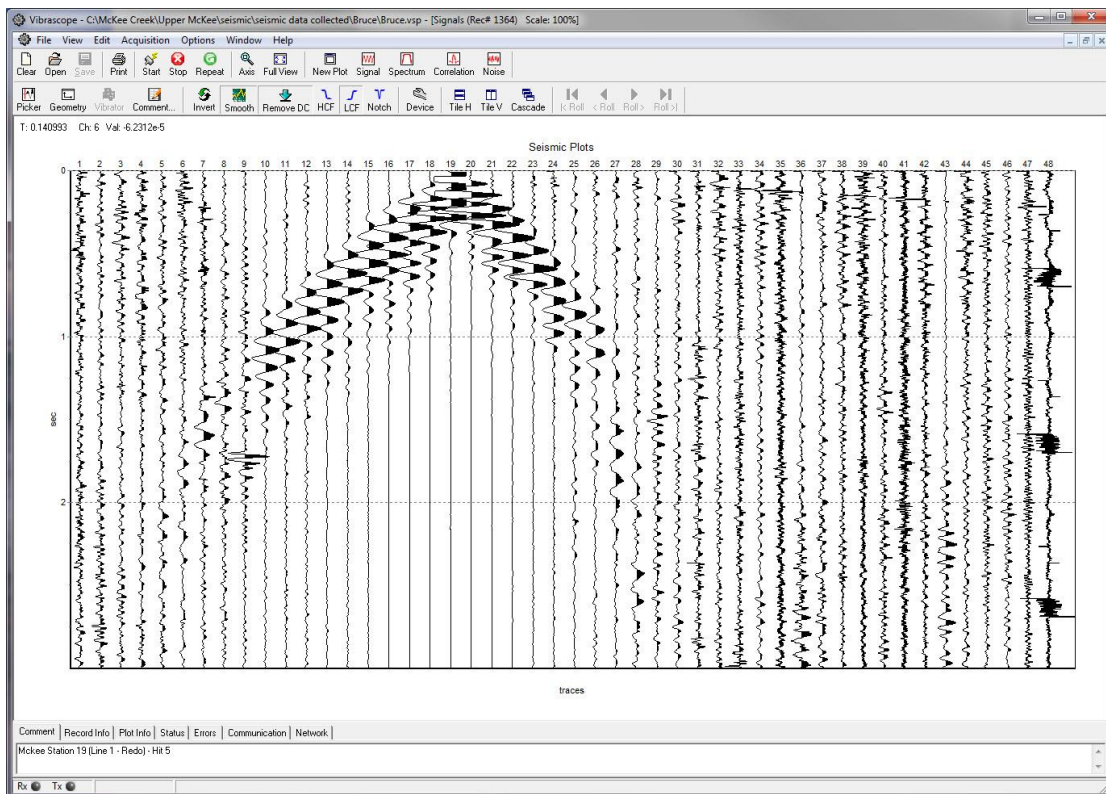 Vibrascope - C:\McKee Creek\Upper McKee\seismic\seismic data collected\Bruce\Bruce.vsp - [Signals (Rec# 1364) Scale: 100%]
File View Edit Acquisition Options Window Help
Clear Open Save Print Start Stop Repeat Axis Full View New Plot Signal Spectrum Correlation Noise
Picker Geometry Vibrator Comment... Invert Smooth Remove DC HCF LCF Notch Device Tile H Tile V Cascade |< Roll < Roll Roll > Roll >|
T: 0.140993 Ch: 6 Val: -6.2312e-5
Seismic Plots
1 2 3 4 5 6 7 8 9 10 11 12 13 14 15 16 17 18 19 20 21 22 23 24 25 26 27 28 29 30 31 32 33 34 35 36 37 38 39 40 41 42 43 44 45 46 47 48
0
1
sec
2
traces
Comment Record Info Plot Info Status Errors Communication Network
Mckee Station 19 (Line 1 - Redo) - Hit 5
Rx Tx